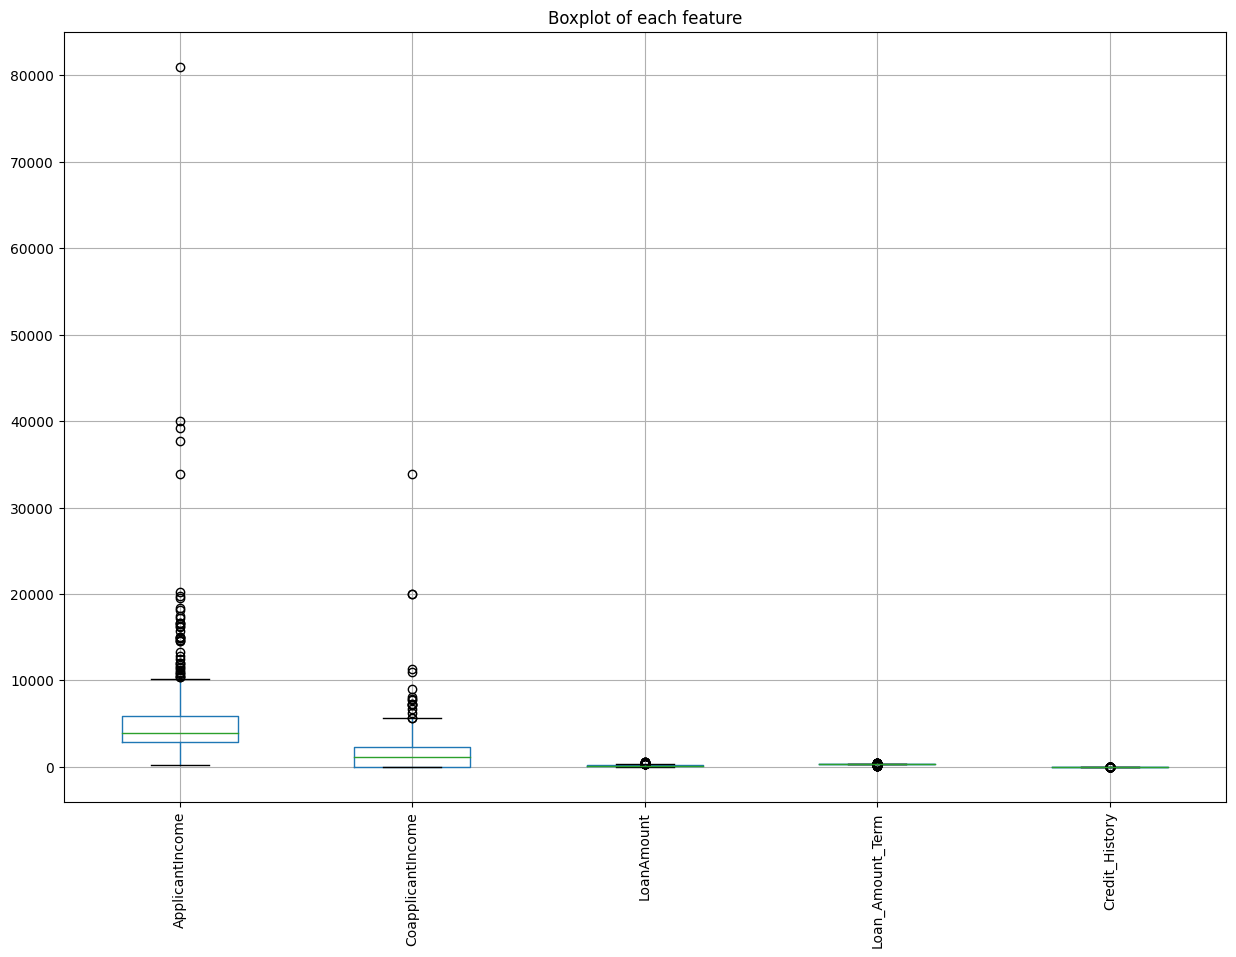 Boxplot of each feature
80000
70000
60000
50000
40000
30000
20000
10000
0
ApplicantIncome
CoapplicantIncome
LoanAmount
Loan_Amount_Term
Credit_History